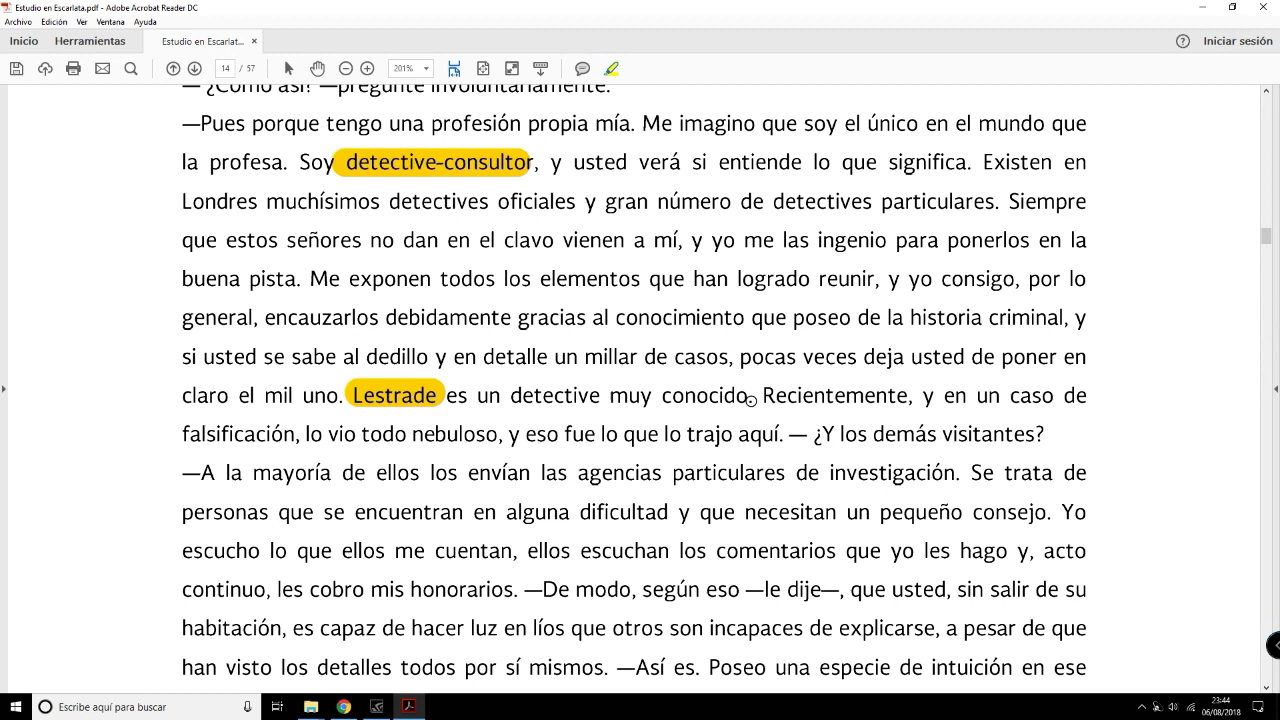 Estudio en Escarlata.pdf - Adobe Acrobat Reader DC
Archivo Edición Ver Ventana Ayuda
Inicio Herramientas Estudio en Escarlat... × Iniciar sesión
14 / 57 201%
— ¿Cómo así? —pregunté involuntariamente.
—Pues porque tengo una profesión propia mía. Me imagino que soy el único en el mundo que
la profesa. Soy detective-consultor, y usted verá si entiende lo que significa. Existen en
Londres muchísimos detectives oficiales y gran número de detectives particulares. Siempre
que estos señores no dan en el clavo vienen a mí, y yo me las ingenio para ponerlos en la
buena pista. Me exponen todos los elementos que han logrado reunir, y yo consigo, por lo
general, encauzarlos debidamente gracias al conocimiento que poseo de la historia criminal, y
si usted se sabe al dedillo y en detalle un millar de casos, pocas veces deja usted de poner en
claro el mil uno. Lestrade es un detective muy conocido. Recientemente, y en un caso de
falsificación, lo vio todo nebuloso, y eso fue lo que lo trajo aquí. — ¿Y los demás visitantes?
—A la mayoría de ellos los envían las agencias particulares de investigación. Se trata de
personas que se encuentran en alguna dificultad y que necesitan un pequeño consejo. Yo
escucho lo que ellos me cuentan, ellos escuchan los comentarios que yo les hago y, acto
continuo, les cobro mis honorarios. —De modo, según eso —le dije—, que usted, sin salir de su
habitación, es capaz de hacer luz en líos que otros son incapaces de explicarse, a pesar de que
han visto los detalles todos por sí mismos. —Así es. Poseo una especie de intuición en ese
Escribe aquí para buscar
23:44
06/08/2018